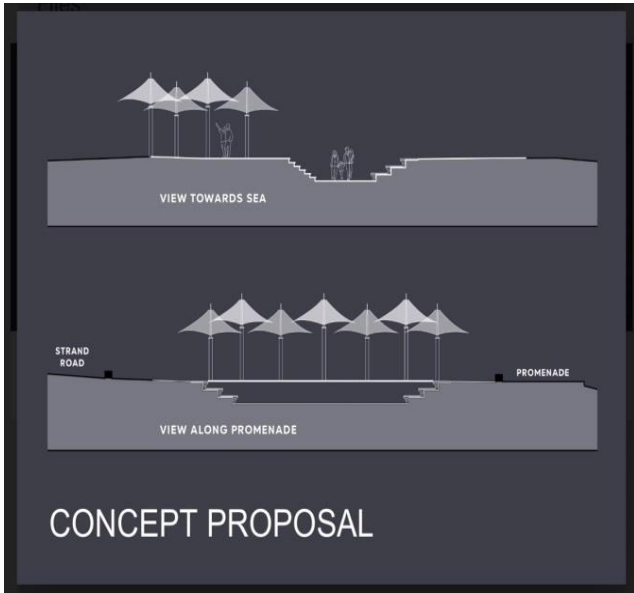 VIEW TOWARDS SEA
STRAND
ROAD
PROMENADE
VIEW ALONG PROMENADE
CONCEPT PROPOSAL